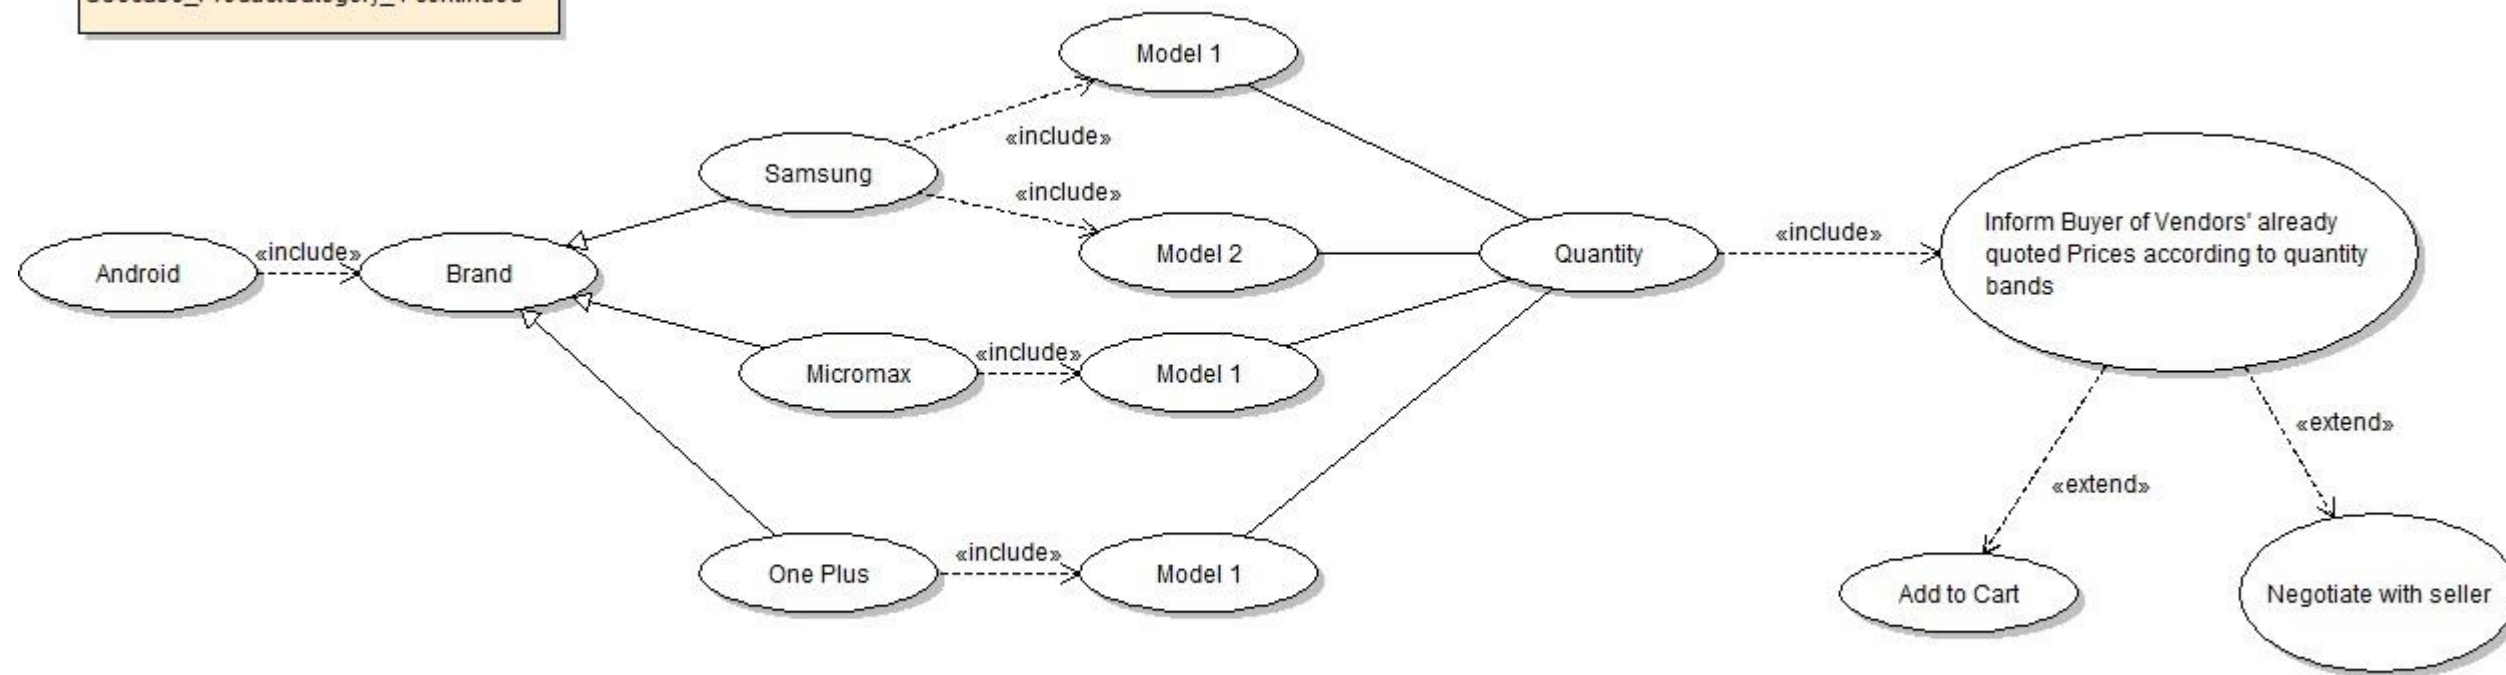 Model 1
«include»
Samsung
«include»
Inform Buyer of Vendors' already
quoted Prices according to quantity
bands
«include»
Android
Brand
Model 2
Quantity
«include»
Micromax
«include»
Model 1
«extend»
«extend»
One Plus
«include»
Model 1
Add to Cart
Negotiate with seller